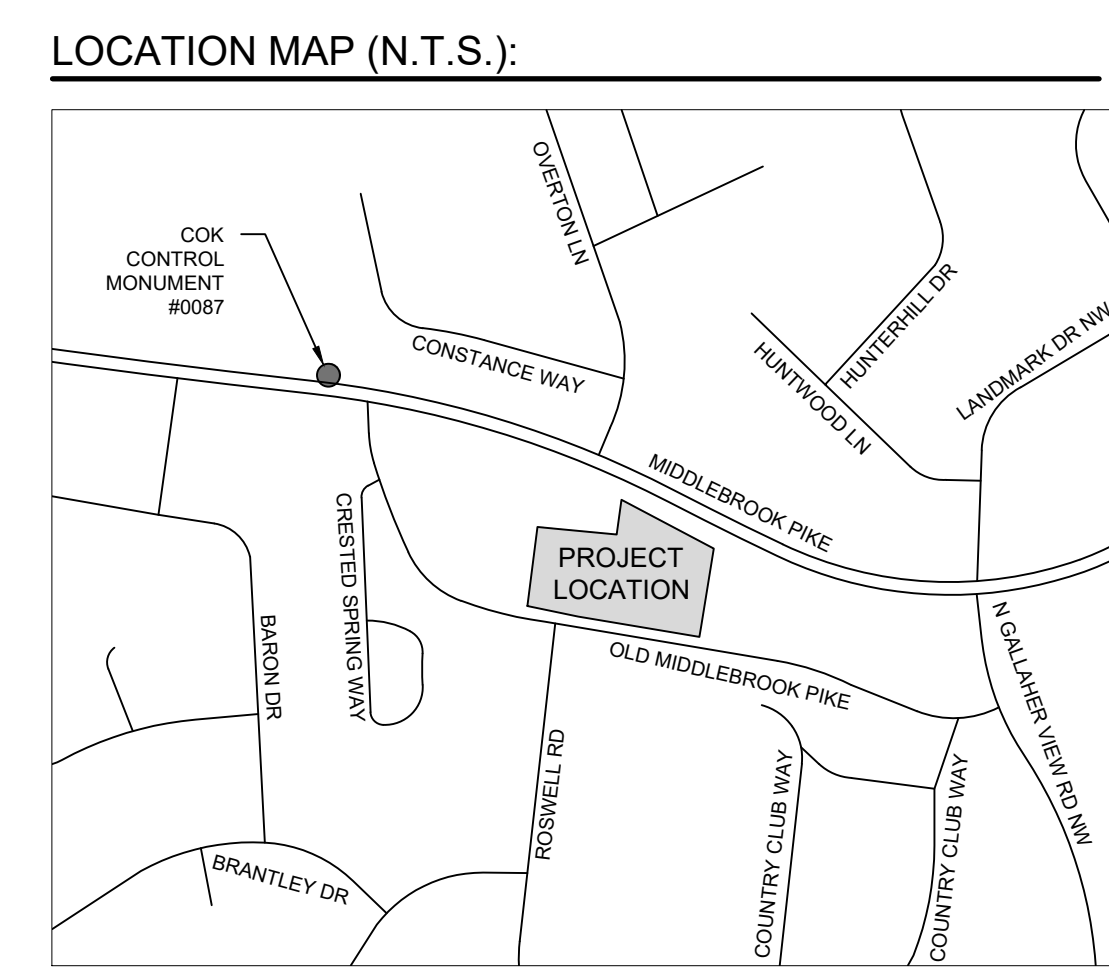 LOCATION MAP (N.T.S.):
OVERTON LN
COK
CONTROL
MONUMENT
#0087
CONSTANCE WAY
HUNTERHILL DR
HUNTWOOD LN
LANDMARK DR NW
MIDDLEBROOK PIKE
CRESTED SPRING WAY
PROJECT
LOCATION
BARON DR
OLD MIDDLEBROOK PIKE
N GALLAHER VIEW RD NW
ROSWELL RD
COUNTRY CLUB WAY
COUNTRY CLUB WAY
BRANTLEY DR